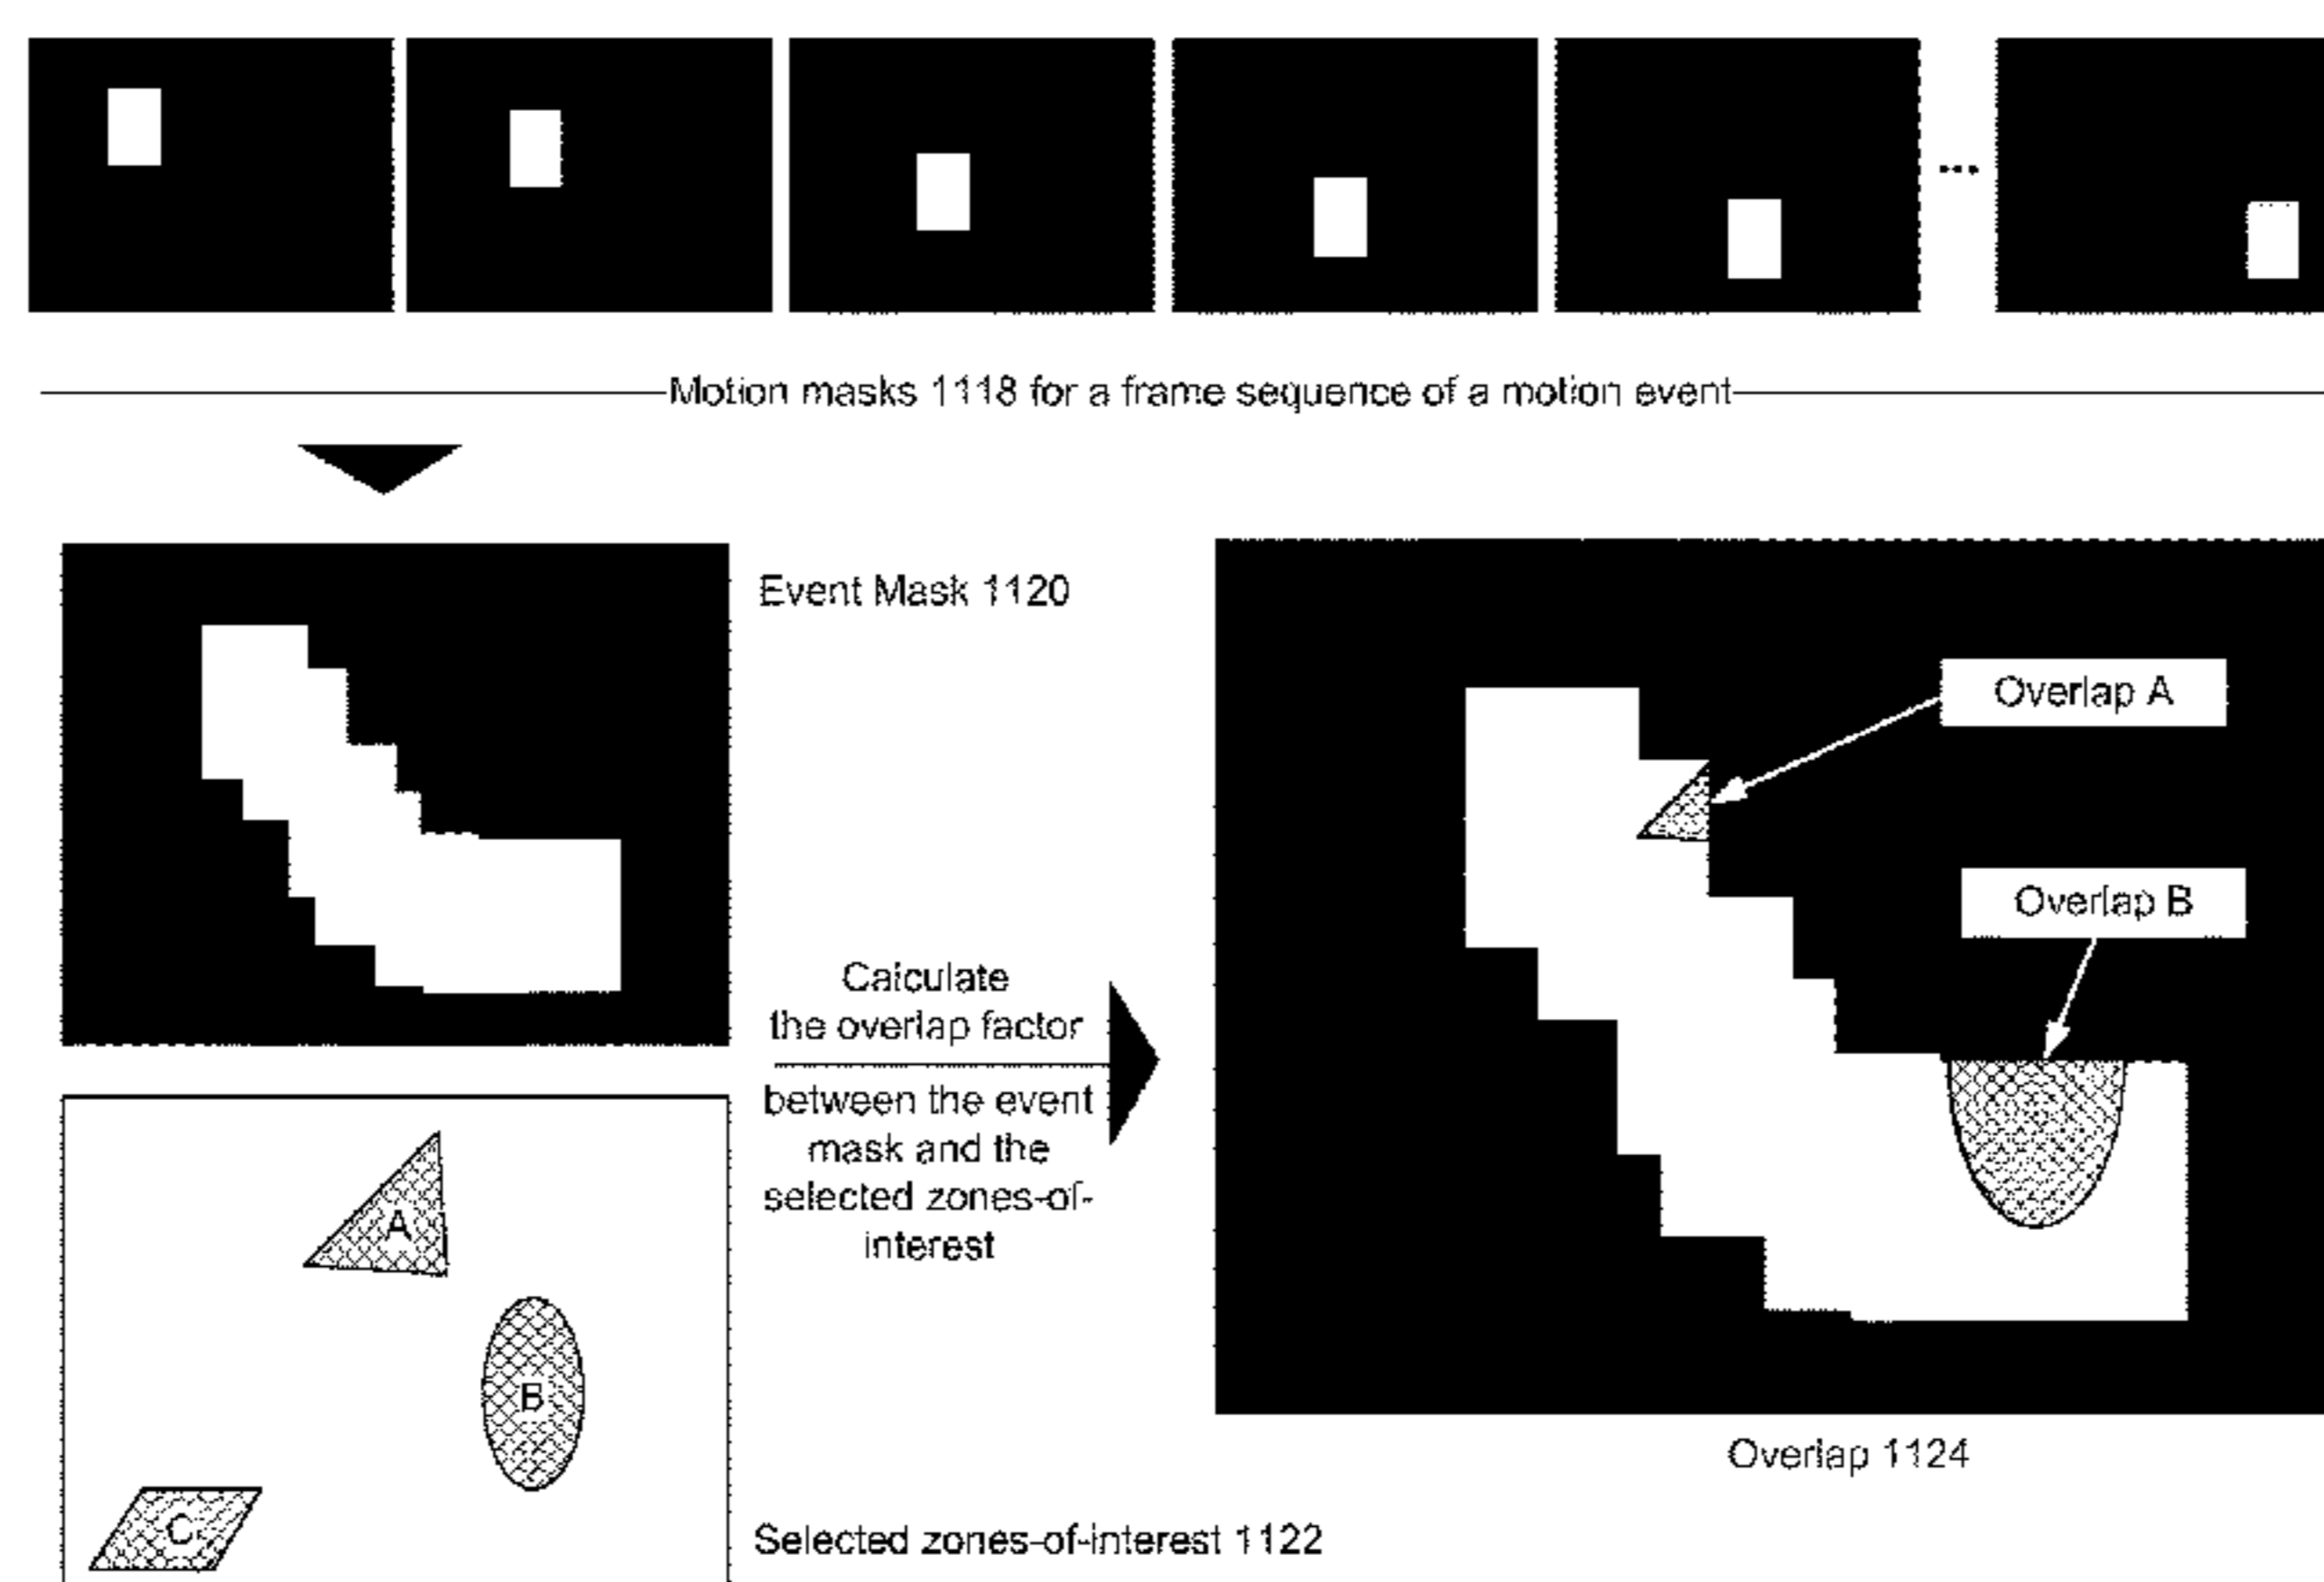 ...
Motion masks 1118 for a frame sequence of a motion event
Event Mask 1120
Overlap A
Overlap B
Calculate
the overlap factor
between the event
mask and the
selected zones-of-
interest
A
B
C
Overlap 1124
Selected zones-of-interest 1122